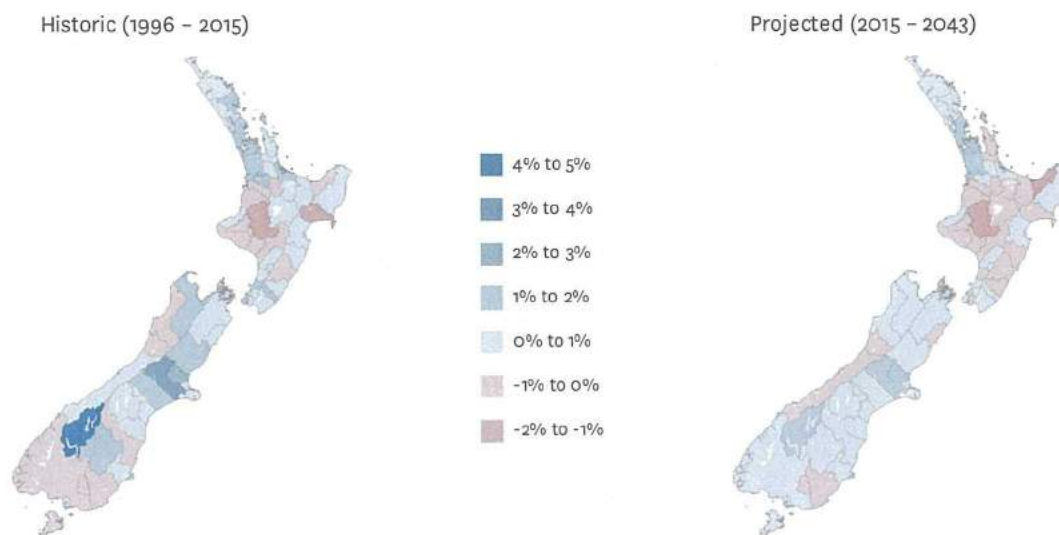 Historic (1996 – 2015)
Projected (2015 – 2043)
4% to 5%
3% to 4%
2% to 3%
1% to 2%
0% to 1%
-1% to 0%
-2% to -1%